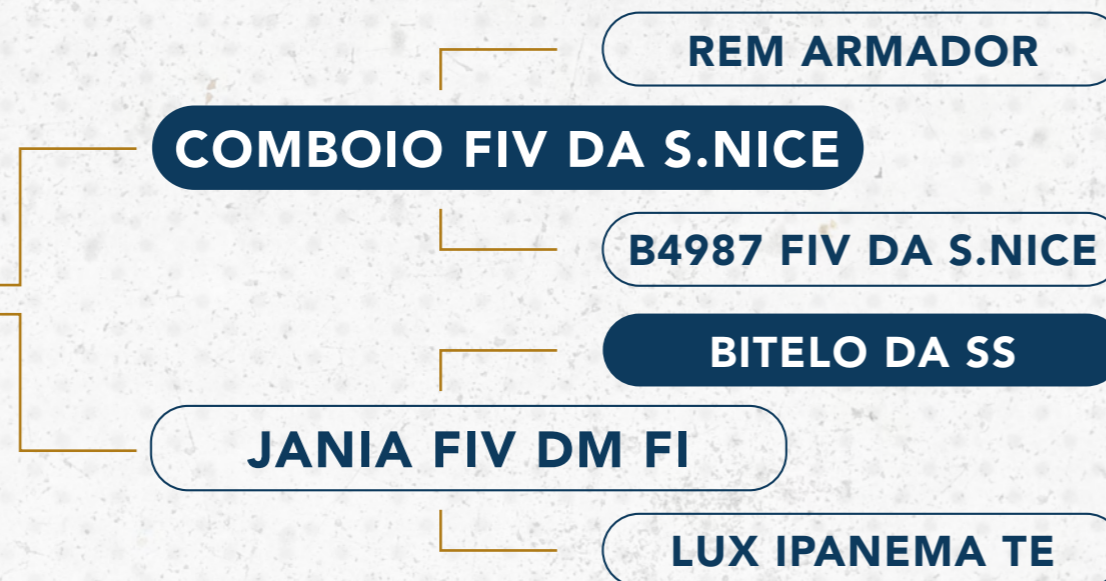 REM ARMADOR
COMBOIO FIV DA S.NICE
B4987 FIV DA S.NICE
BITELO DA SS
JANIA FIV DM FI
LUX IPANEMA TE